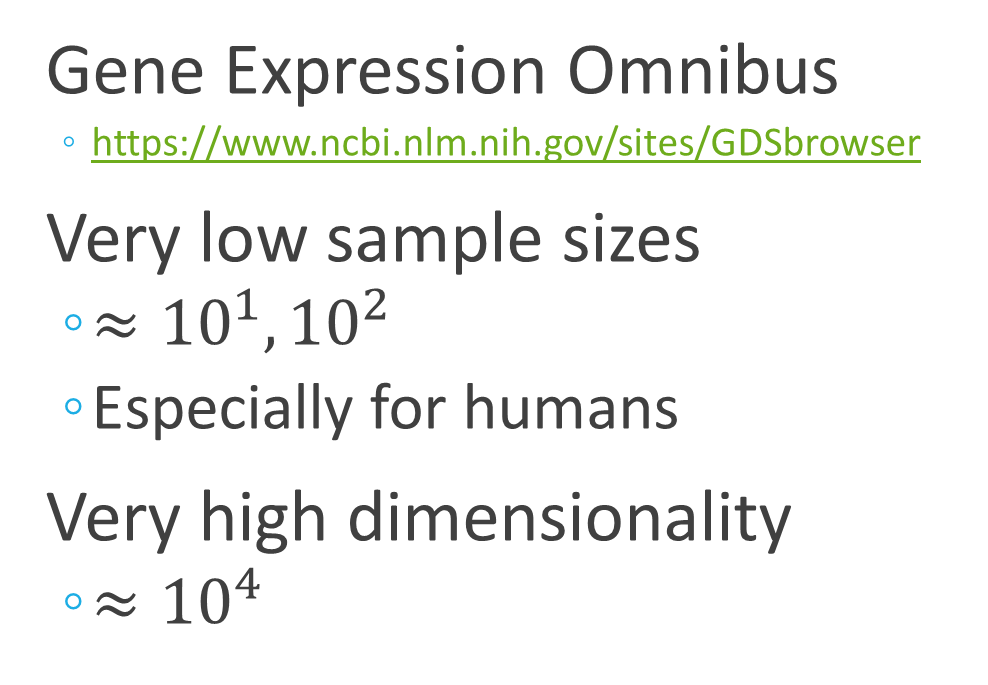 Gene Expression Omnibus
◦ https://www.ncbi.nlm.nih.gov/sites/GDSbrowser
Very low sample sizes
◦ ≈ 10¹, 10²
◦ Especially for humans
Very high dimensionality
◦ ≈ 10⁴